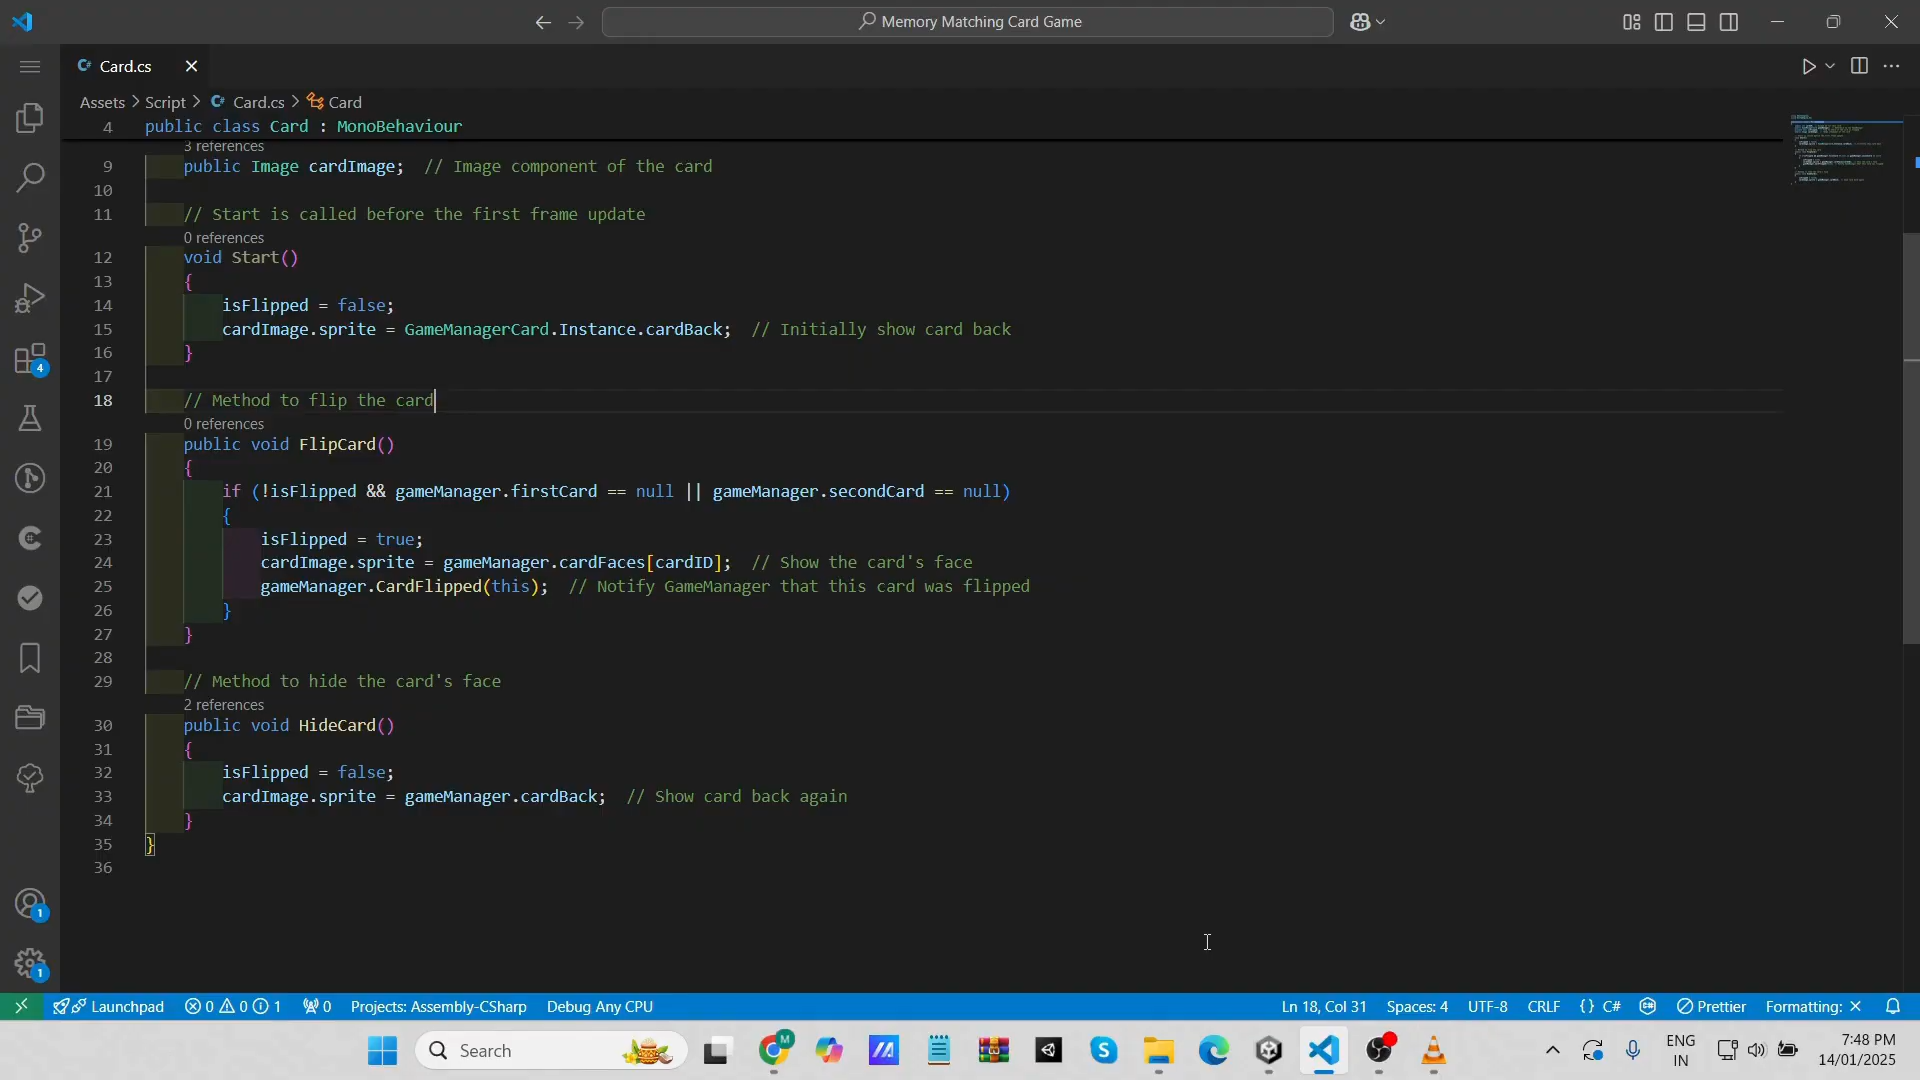 Memory Matching Card Game
Card.cs
Assets > Script > Card.cs > Card
4 public class Card : MonoBehaviour
3 references
9 public Image cardImage;  // Image component of the card
10
11 // Start is called before the first frame update
0 references
12 void Start()
13 {
14 isFlipped = false;
15 cardImage.sprite = GameManagerCard.Instance.cardBack;  // Initially show card back
16 }
17
18 // Method to flip the card
0 references
19 public void FlipCard()
20 {
21 if (!isFlipped && gameManager.firstCard == null || gameManager.secondCard == null)
22 {
23 isFlipped = true;
24 cardImage.sprite = gameManager.cardFaces[cardID];  // Show the card's face
25 gameManager.CardFlipped(this);  // Notify GameManager that this card was flipped
26 }
27 }
28
29 // Method to hide the card's face
2 references
30 public void HideCard()
31 {
32 isFlipped = false;
33 cardImage.sprite = gameManager.cardBack;  // Show card back again
34 }
35 }
36
4
1
1
Launchpad 0 0 1 0 Projects: Assembly-CSharp Debug Any CPU Ln 18, Col 31 Spaces: 4 UTF-8 CRLF {} C# Prettier Formatting: ×
Search M ENG IN 7:48 PM
14/01/2025